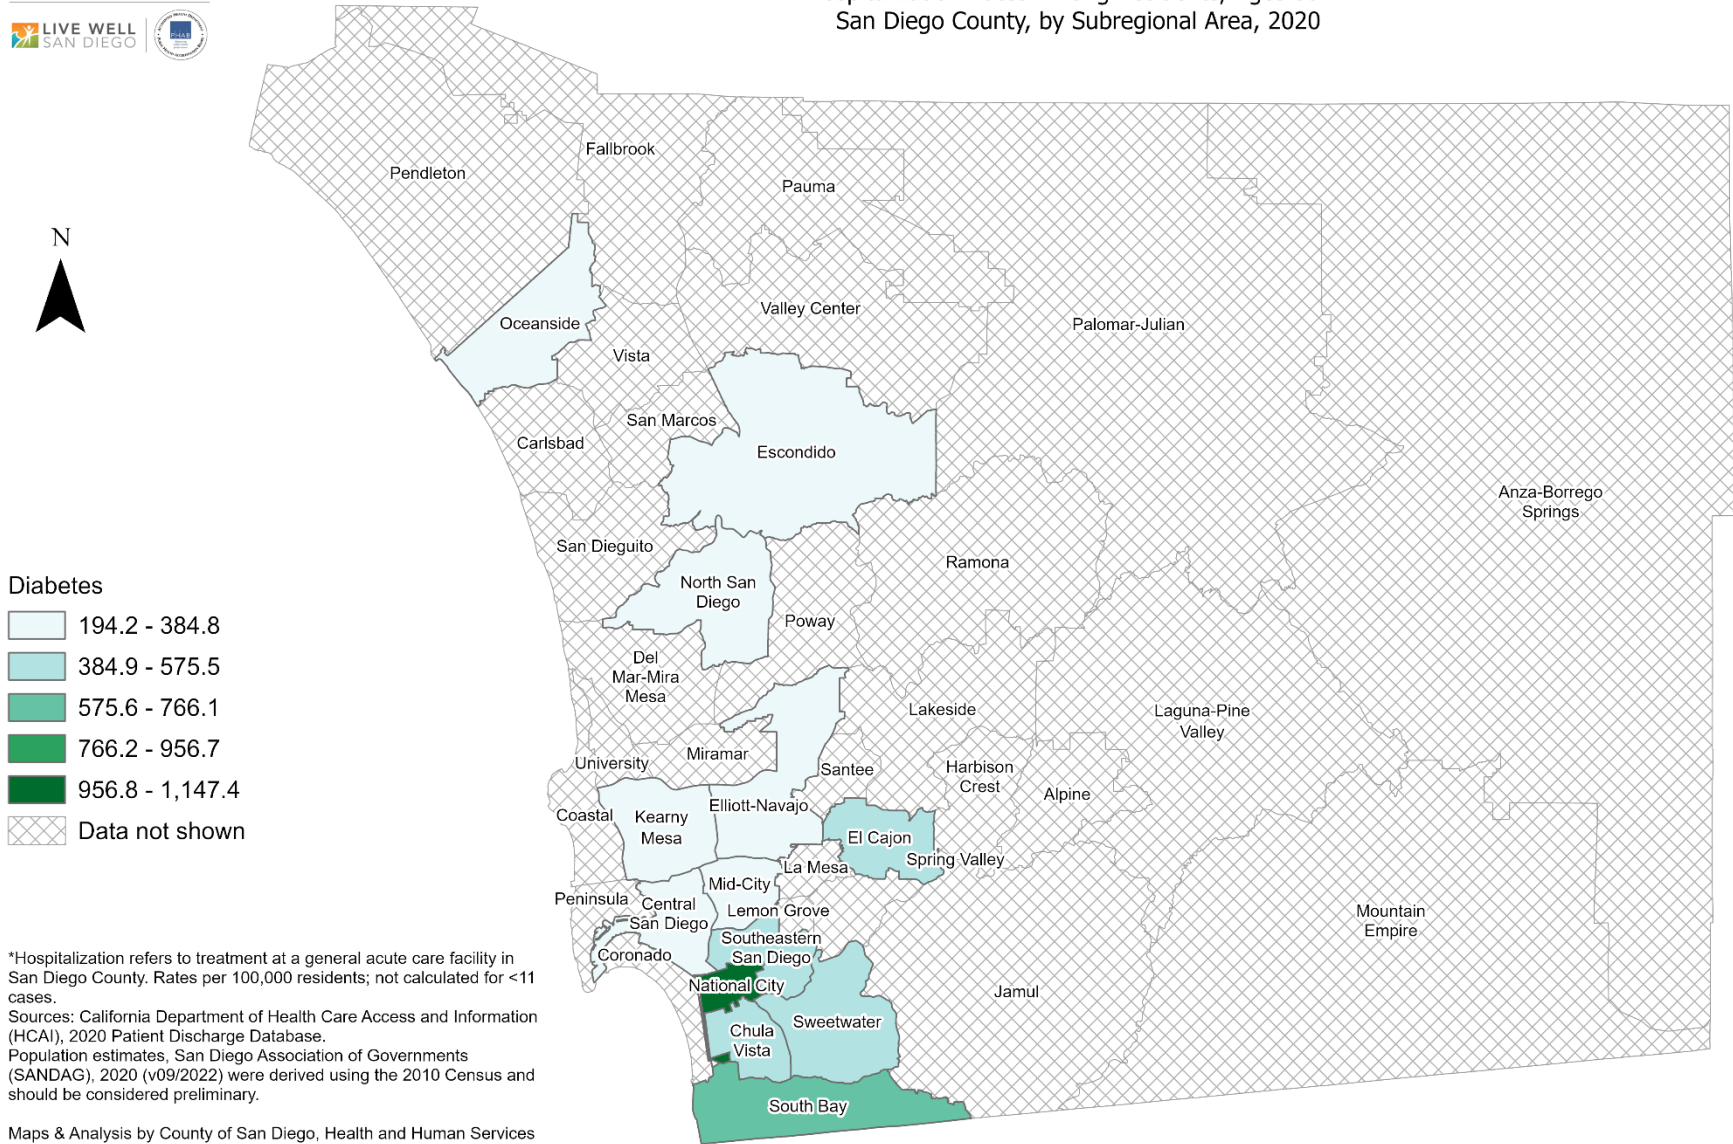 LIVE WELL
SAN DIEGO
PHAB
San Diego County, by Subregional Area, 2020
N
Pendleton
Fallbrook
Pauma
Oceanside
Valley Center
Palomar-Julian
Vista
San Marcos
Carlsbad
Escondido
Anza-Borrego
Springs
San Dieguito
Ramona
North San
Diego
Poway
Del
Mar-Mira
Mesa
Lakeside
Laguna-Pine
Valley
Miramar
University
Santee
Harbison
Crest
Alpine
Coastal
Kearny
Mesa
Elliott-Navajo
El Cajon
Spring Valley
La Mesa
Mid-City
Peninsula
Central
San Diego
Lemon Grove
Mountain
Empire
Southeastern
San Diego
Coronado
National City
Jamul
Sweetwater
Chula
Vista
South Bay
Diabetes
194.2 - 384.8
384.9 - 575.5
575.6 - 766.1
766.2 - 956.7
956.8 - 1,147.4
Data not shown
*Hospitalization refers to treatment at a general acute care facility in
San Diego County. Rates per 100,000 residents; not calculated for <11
cases.
Sources: California Department of Health Care Access and Information
(HCAI), 2020 Patient Discharge Database.
Population estimates, San Diego Association of Governments
(SANDAG), 2020 (v09/2022) were derived using the 2010 Census and
should be considered preliminary.
Maps & Analysis by County of San Diego, Health and Human Services